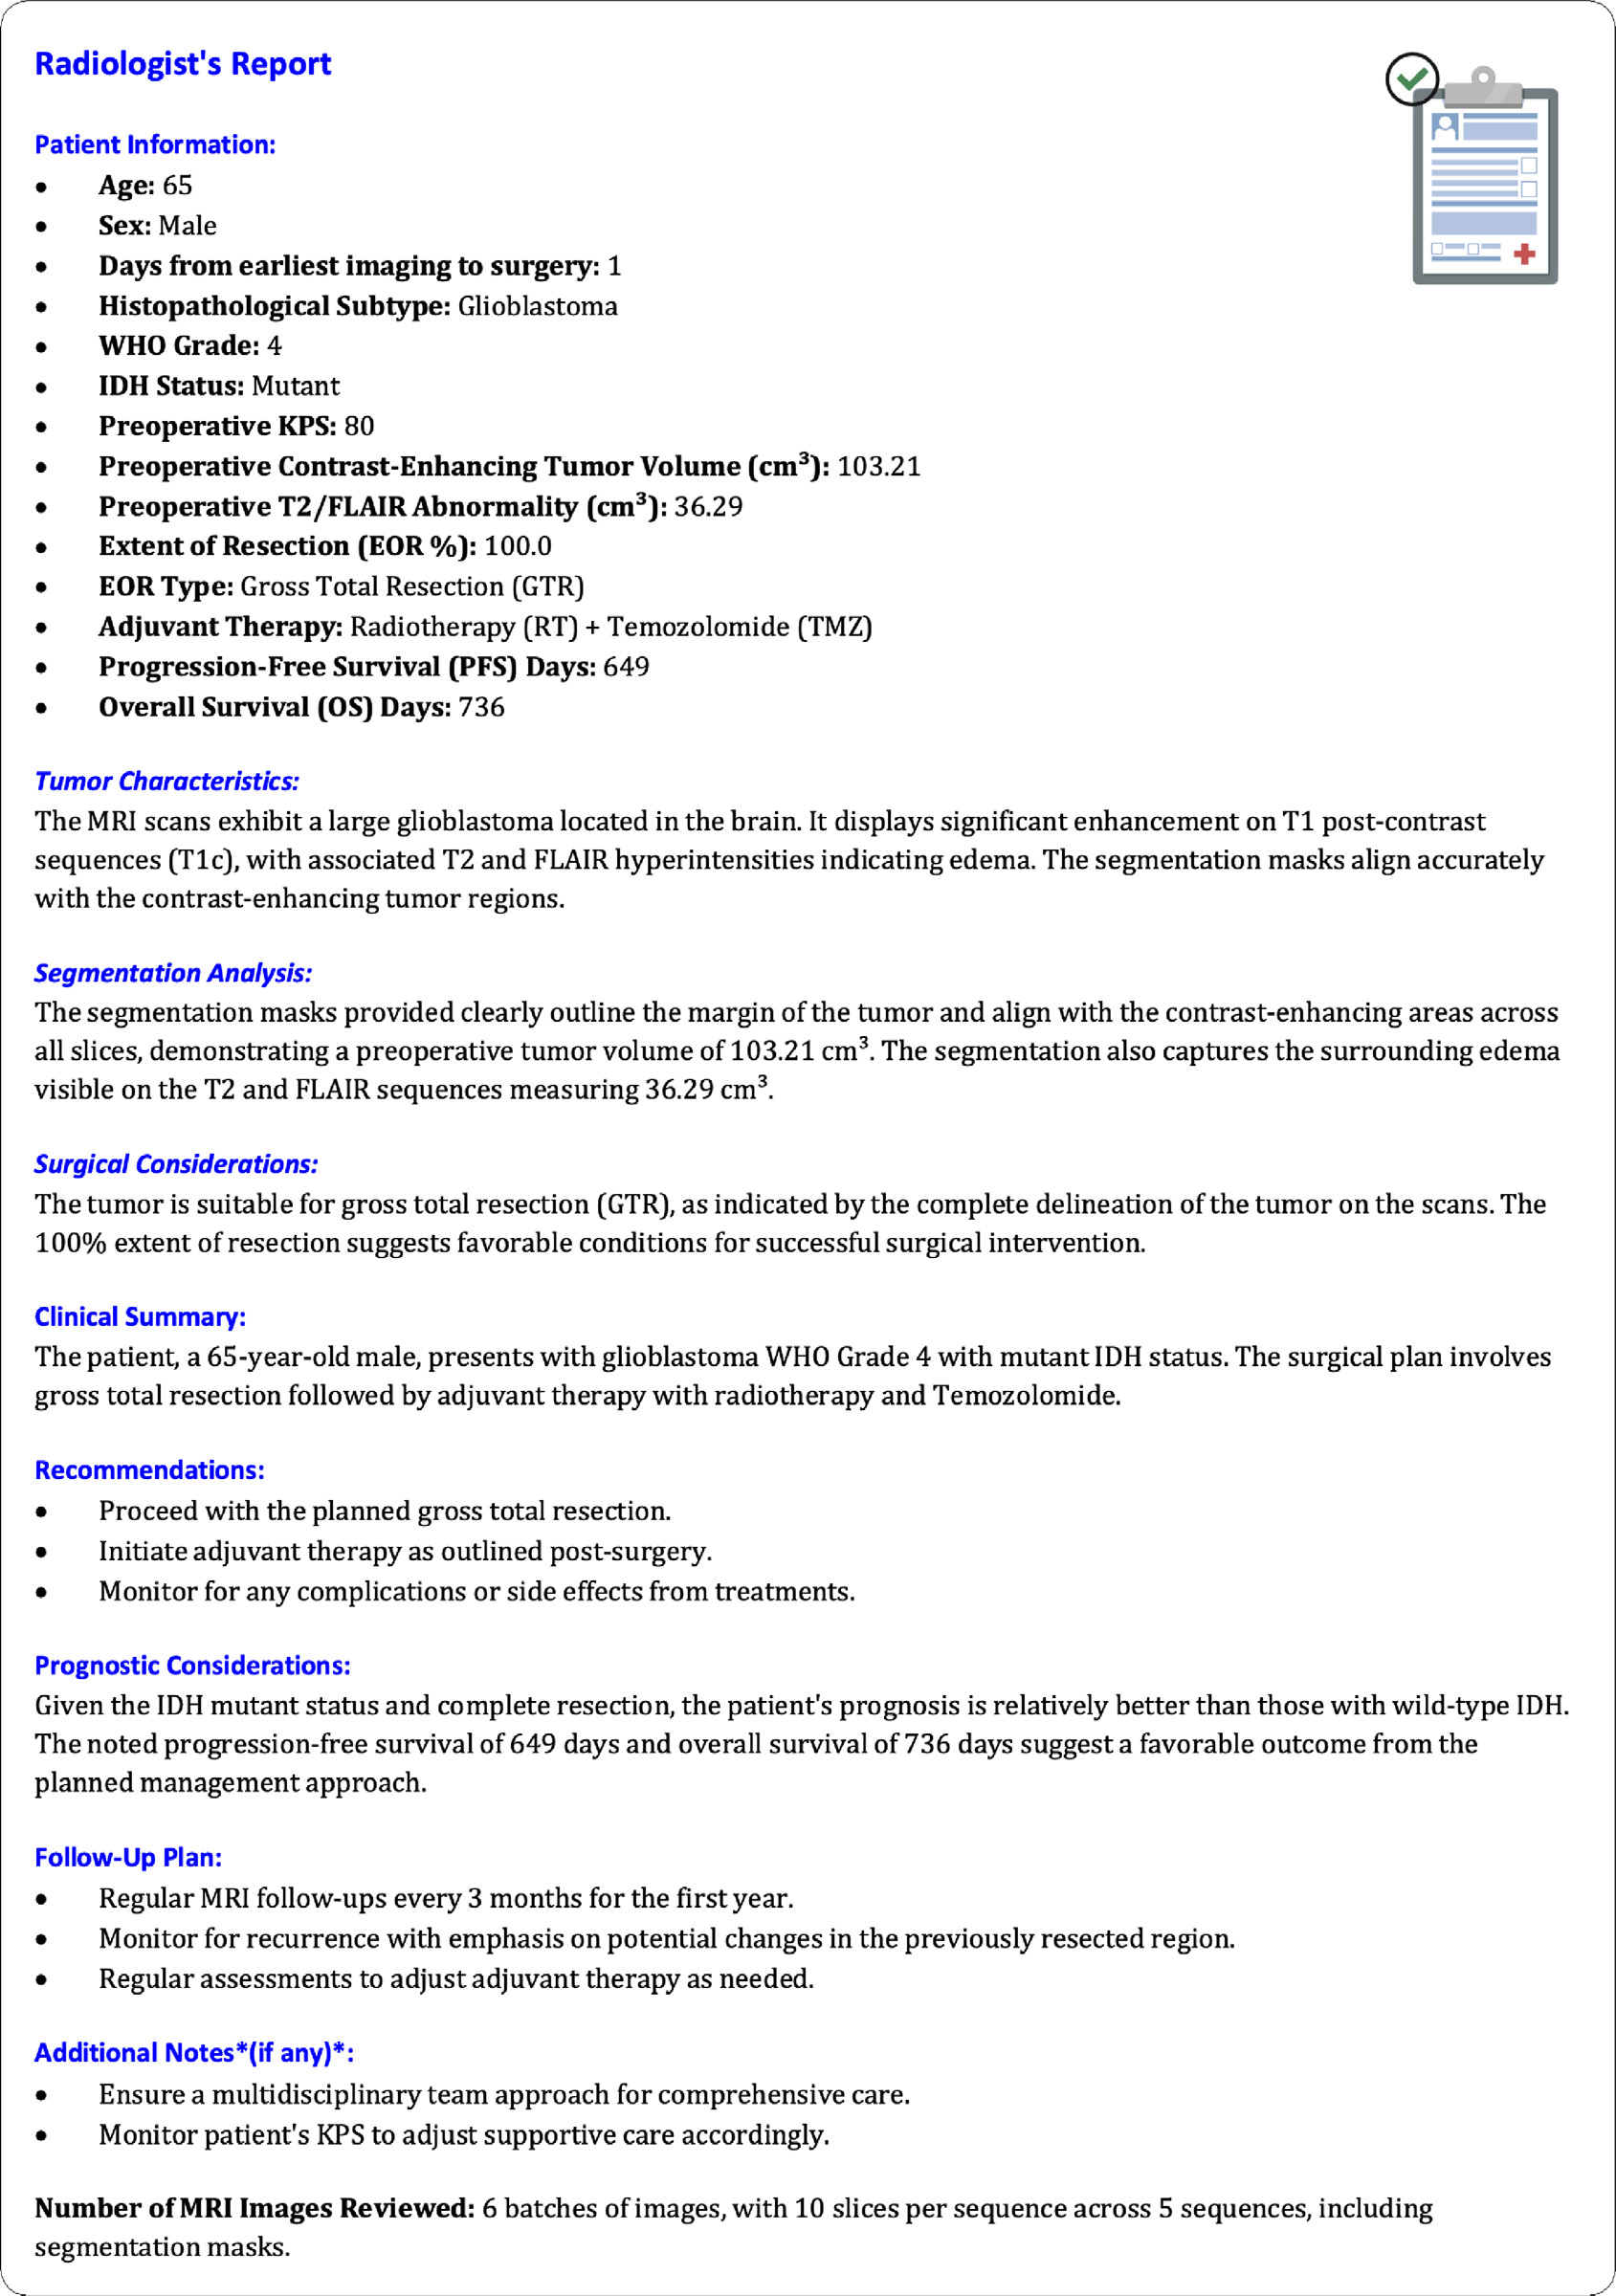 Radiologist's Report
Patient Information:
• Age: 65
• Sex: Male
• Days from earliest imaging to surgery: 1
• Histopathological Subtype: Glioblastoma
• WHO Grade: 4
• IDH Status: Mutant
• Preoperative KPS: 80
• Preoperative Contrast-Enhancing Tumor Volume (cm³): 103.21
• Preoperative T2/FLAIR Abnormality (cm³): 36.29
• Extent of Resection (EOR %): 100.0
• EOR Type: Gross Total Resection (GTR)
• Adjuvant Therapy: Radiotherapy (RT) + Temozolomide (TMZ)
• Progression-Free Survival (PFS) Days: 649
• Overall Survival (OS) Days: 736
Tumor Characteristics:
The MRI scans exhibit a large glioblastoma located in the brain. It displays significant enhancement on T1 post-contrast
sequences (T1c), with associated T2 and FLAIR hyperintensities indicating edema. The segmentation masks align accurately
with the contrast-enhancing tumor regions.
Segmentation Analysis:
The segmentation masks provided clearly outline the margin of the tumor and align with the contrast-enhancing areas across
all slices, demonstrating a preoperative tumor volume of 103.21 cm³. The segmentation also captures the surrounding edema
visible on the T2 and FLAIR sequences measuring 36.29 cm³.
Surgical Considerations:
The tumor is suitable for gross total resection (GTR), as indicated by the complete delineation of the tumor on the scans. The
100% extent of resection suggests favorable conditions for successful surgical intervention.
Clinical Summary:
The patient, a 65-year-old male, presents with glioblastoma WHO Grade 4 with mutant IDH status. The surgical plan involves
gross total resection followed by adjuvant therapy with radiotherapy and Temozolomide.
Recommendations:
• Proceed with the planned gross total resection.
• Initiate adjuvant therapy as outlined post-surgery.
• Monitor for any complications or side effects from treatments.
Prognostic Considerations:
Given the IDH mutant status and complete resection, the patient's prognosis is relatively better than those with wild-type IDH.
The noted progression-free survival of 649 days and overall survival of 736 days suggest a favorable outcome from the
planned management approach.
Follow-Up Plan:
• Regular MRI follow-ups every 3 months for the first year.
• Monitor for recurrence with emphasis on potential changes in the previously resected region.
• Regular assessments to adjust adjuvant therapy as needed.
Additional Notes*(if any)*:
• Ensure a multidisciplinary team approach for comprehensive care.
• Monitor patient's KPS to adjust supportive care accordingly.
Number of MRI Images Reviewed: 6 batches of images, with 10 slices per sequence across 5 sequences, including
segmentation masks.